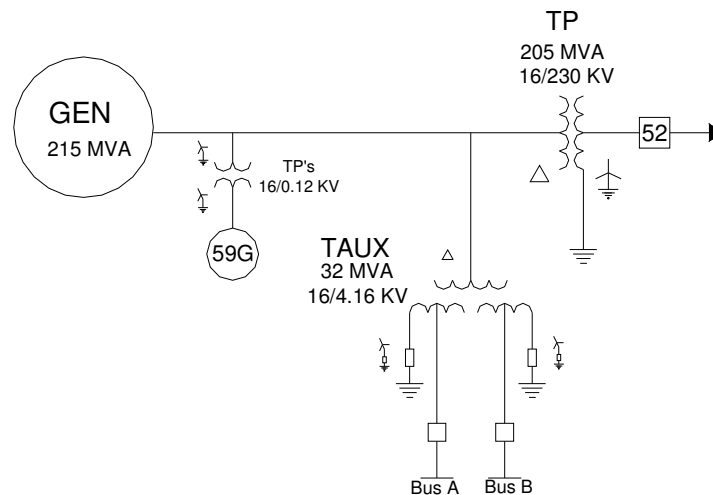 TP
205 MVA
16/230 KV
GEN
215 MVA
52
TP's
16/0.12 KV
59G
TAUX
32 MVA
16/4.16 KV
Bus A
Bus B